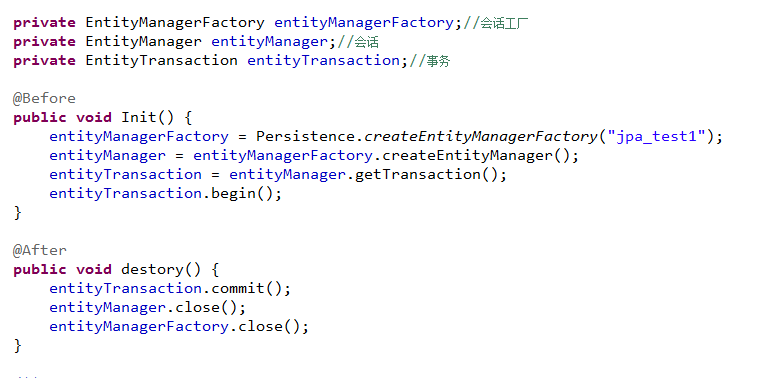 private EntityManagerFactory entityManagerFactory;//会话工厂
private EntityManager entityManager;//会话
private EntityTransaction entityTransaction;//事务
@Before
public void Init() {
entityManagerFactory = Persistence.createEntityManagerFactory("jpa_test1");
entityManager = entityManagerFactory.createEntityManager();
entityTransaction = entityManager.getTransaction();
entityTransaction.begin();
}
@After
public void destory() {
entityTransaction.commit();
entityManager.close();
entityManagerFactory.close();
}